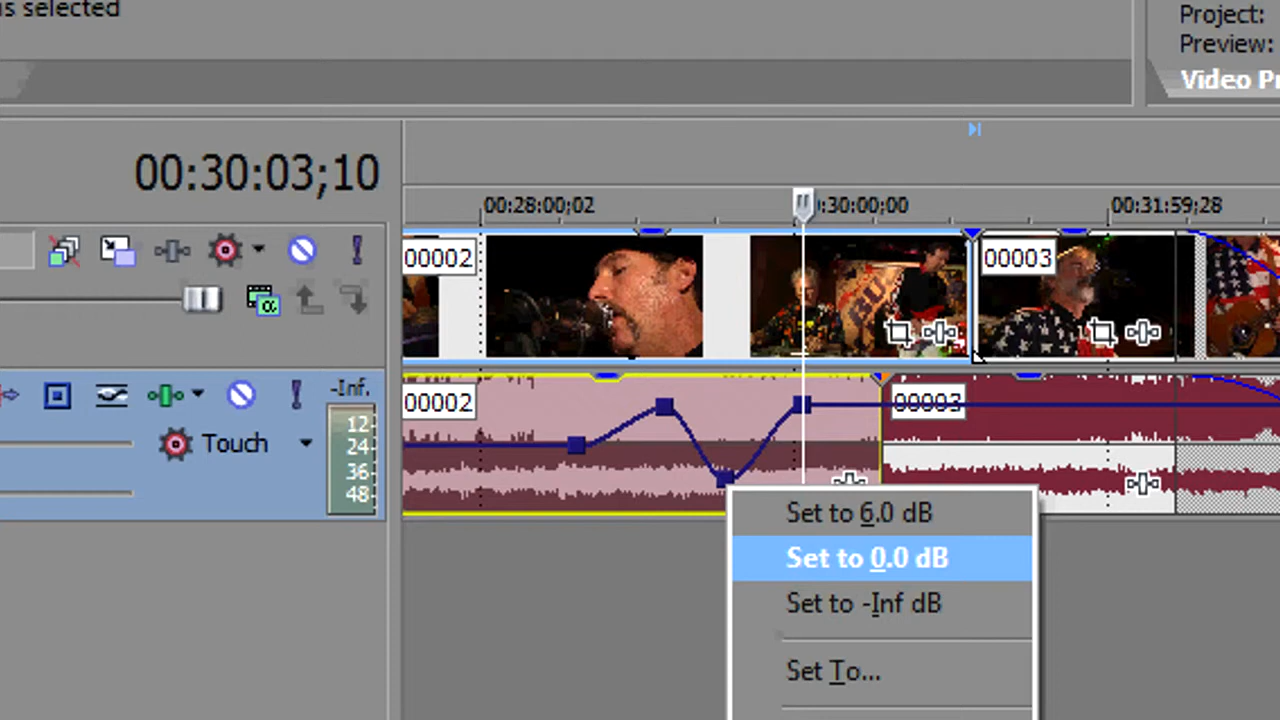 as selected
Project:
Preview:
Video Pr
00:30:03;10
00:28:00;02
:30:00;00
00:31:59;28
00002
00003
-Inf.
12
24
36
48
00002
00003
Touch
Set to 6.0 dB
Set to 0.0 dB
Set to -Inf dB
Set To...